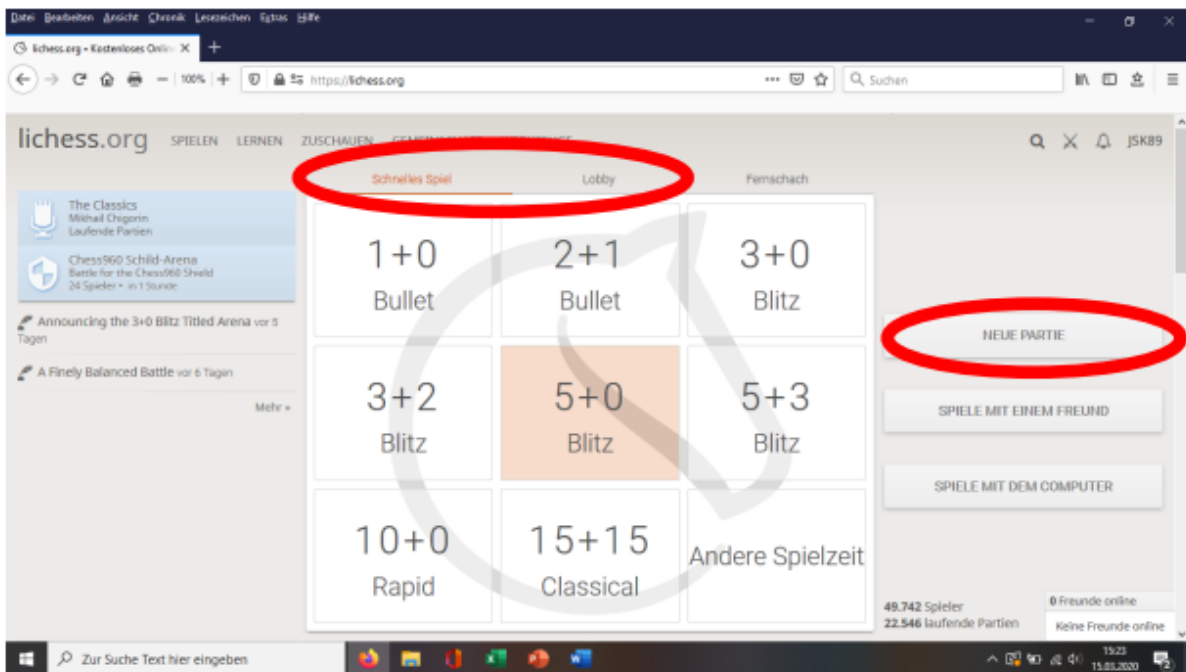 Datei Bearbeiten Ansicht Chronik Lesezeichen Extras Hilfe
lichess.org • Kostenloses Onlin
100%
https://lichess.org
Suchen
lichess.org SPIELEN LERNEN ZUSCHAUEN
JSK89
Schnelles Spiel Lobby Fernschach
The Classics
Mikhail Chigorin
Laufende Partien
Chess960 Schild-Arena
Battle for the Chess960 Shield
24 Spieler • in 1 Stunde
Announcing the 3+0 Blitz Titled Arena vor 5
Tagen
A Finely Balanced Battle vor 6 Tagen
Mehr »
1+0
Bullet
2+1
Bullet
3+0
Blitz
3+2
Blitz
5+0
Blitz
5+3
Blitz
10+0
Rapid
15+15
Classical
Andere Spielzeit
NEUE PARTIE
SPIELE MIT EINEM FREUND
SPIELE MIT DEM COMPUTER
49.742 Spieler
22.546 laufende Partien
0 Freunde online
Keine Freunde online
Zur Suche Text hier eingeben
15:23
15.03.2020